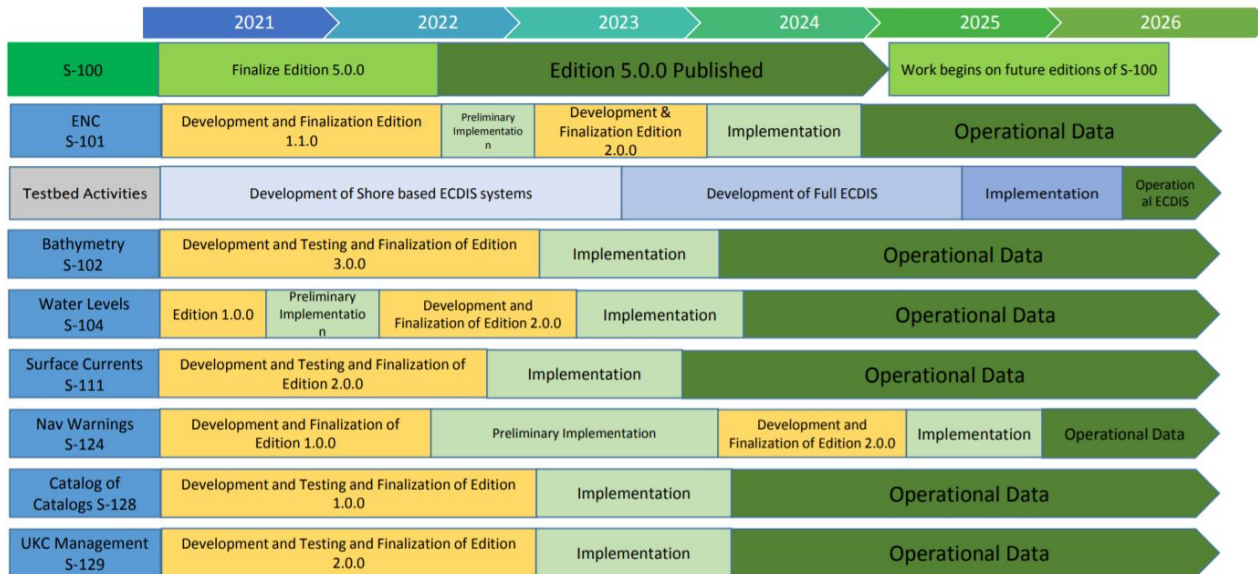 2021 2022 2023 2024 2025 2026
S-100
Finalize Edition 5.0.0
Edition 5.0.0 Published
Work begins on future editions of S-100
ENC
S-101
Development and Finalization Edition
1.1.0
Preliminary
Implementatio
n
Development &
Finalization Edition
2.0.0
Implementation
Operational Data
Testbed Activities
Development of Shore based ECDIS systems
Development of Full ECDIS
Implementation
Operation
al ECDIS
Bathymetry
S-102
Development and Testing and Finalization of Edition
3.0.0
Implementation
Operational Data
Water Levels
S-104
Edition 1.0.0
Preliminary
Implementatio
n
Development and
Finalization of Edition 2.0.0
Implementation
Operational Data
Surface Currents
S-111
Development and Testing and Finalization of
Edition 2.0.0
Implementation
Operational Data
Nav Warnings
S-124
Development and Finalization of
Edition 1.0.0
Preliminary Implementation
Development and
Finalization of Edition 2.0.0
Implementation
Operational Data
Catalog of
Catalogs S-128
Development and Testing and Finalization of Edition
1.0.0
Implementation
Operational Data
UKC Management
S-129
Development and Testing and Finalization of Edition
2.0.0
Implementation
Operational Data